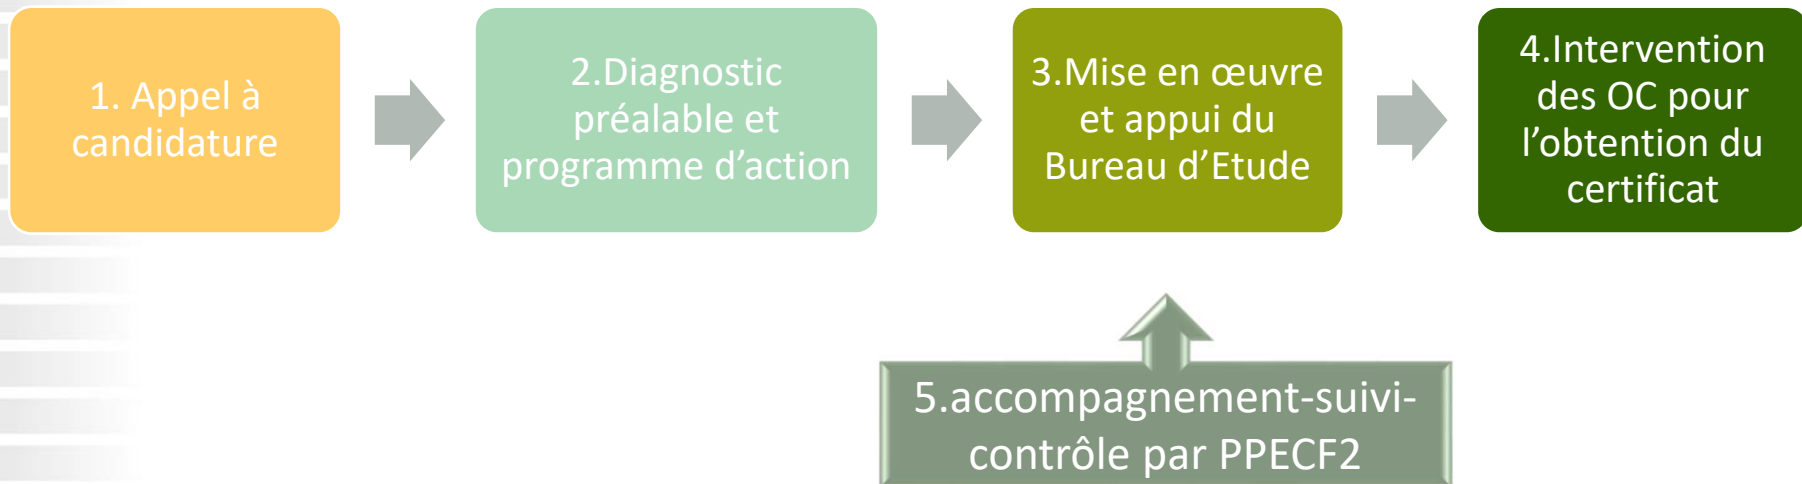 1. Appel à
candidature
2.Diagnostic
préalable et
programme d’action
3.Mise en œuvre
et appui du
Bureau d’Etude
4.Intervention
des OC pour
l’obtention du
certificat
5.accompagnement-suivi-
contrôle par PPECF2